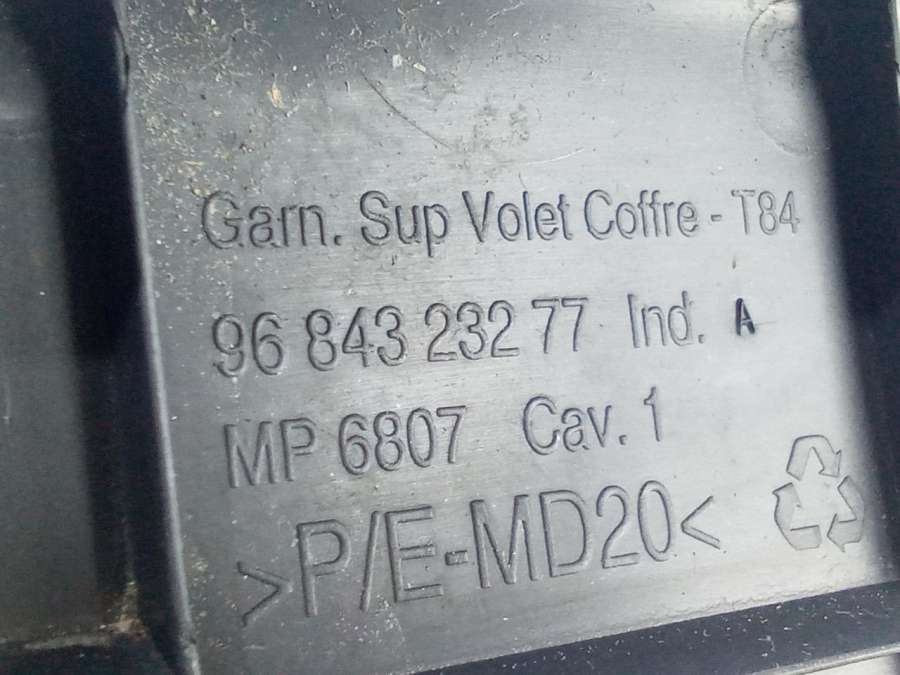 Garn. Sup Volet Coffre - T84
96 843 232 77 Ind. A
MP 6807 Cav. 1
>P/E-MD20<